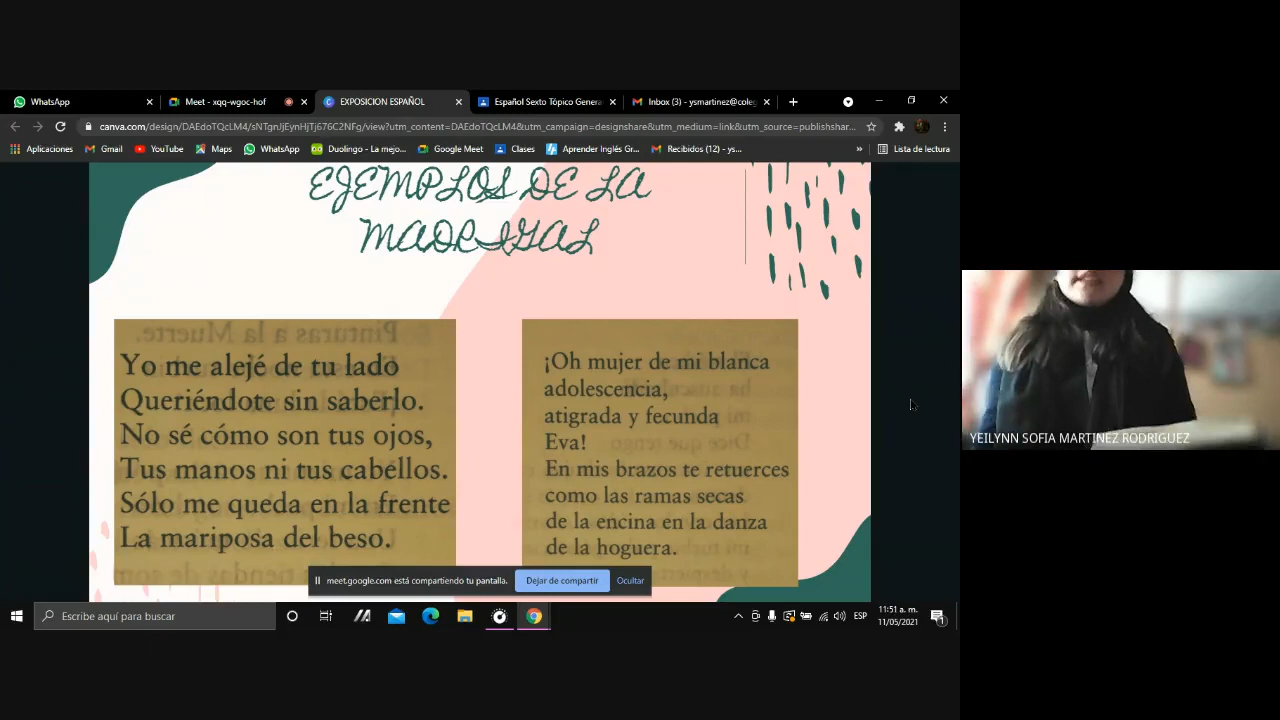 WhatsApp
Meet - xqq-wgoc-hof
EXPOSICION ESPAÑOL
Español Sexto Tópico Genera
Inbox (3) - ysmartinez@coleg
canva.com/design/DAEdoTQcLM4/sNTgnJjEynHjTj676C2NFg/view?utm_content=DAEdoTQcLM4&utm_campaign=designshare&utm_medium=link&utm_source=publishshar...
Aplicaciones
Gmail
YouTube
Maps
WhatsApp
Duolingo - La mejo...
Google Meet
Clases
Aprender Inglés Gr...
Recibidos (12) - ys...
»
Lista de lectura
EJEMPLOS DE LA
MADRIGAL
Yo me alejé de tu lado
Queriéndote sin saberlo.
No sé cómo son tus ojos,
Tus manos ni tus cabellos.
Sólo me queda en la frente
La mariposa del beso.
¡Oh mujer de mi blanca
adolescencia,
atigrada y fecunda
Eva!
En mis brazos te retuerces
como las ramas secas
de la encina en la danza
de la hoguera.
YEILYNN SOFIA MARTINEZ RODRIGUEZ
meet.google.com está compartiendo tu pantalla.
Dejar de compartir
Ocultar
Escribe aquí para buscar
ESP
11:51 a. m.
11/05/2021
1